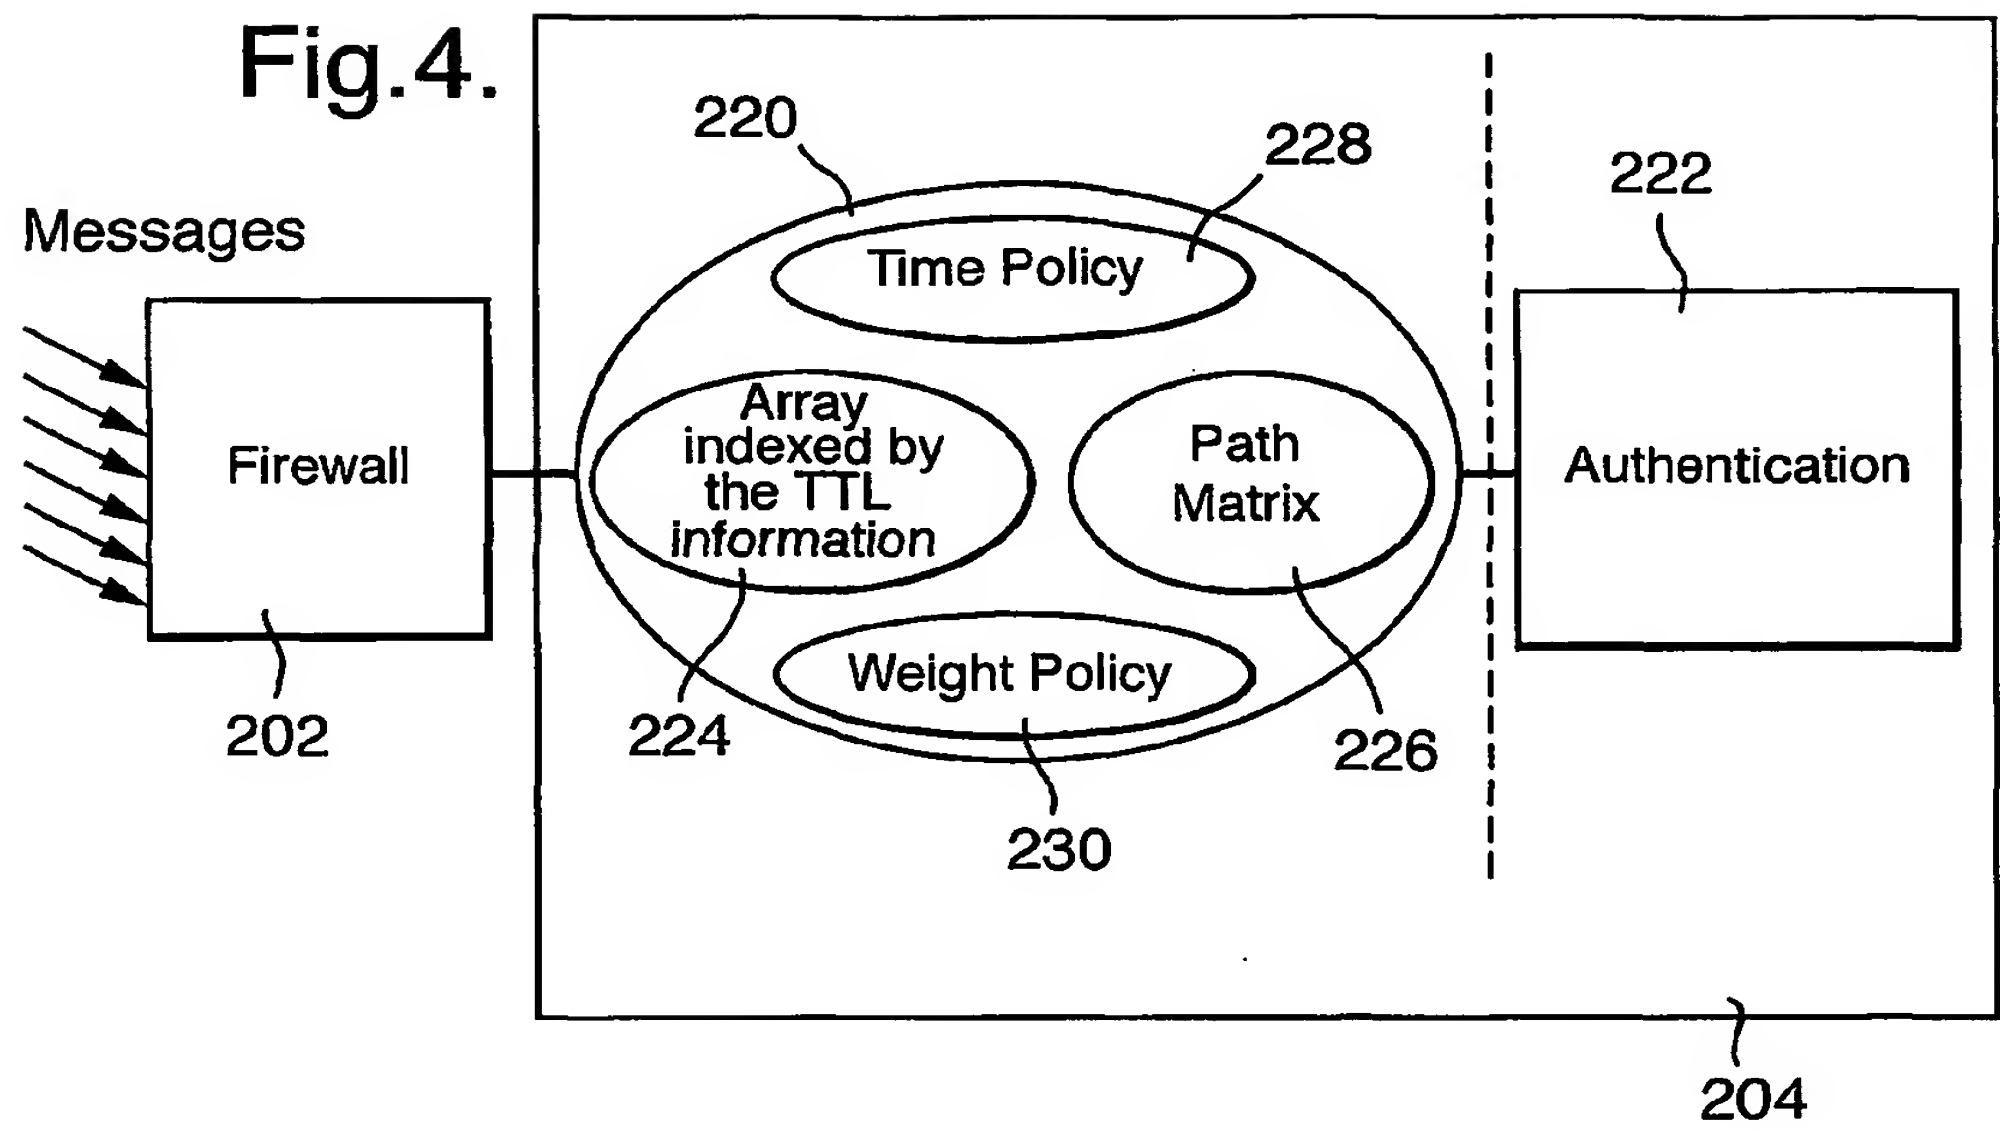 Fig.4.
220
228
222
Messages
Time Policy
Array
indexed by
the TTL
information
Path
Matrix
Firewall
Authentication
Weight Policy
202
224
226
230
204